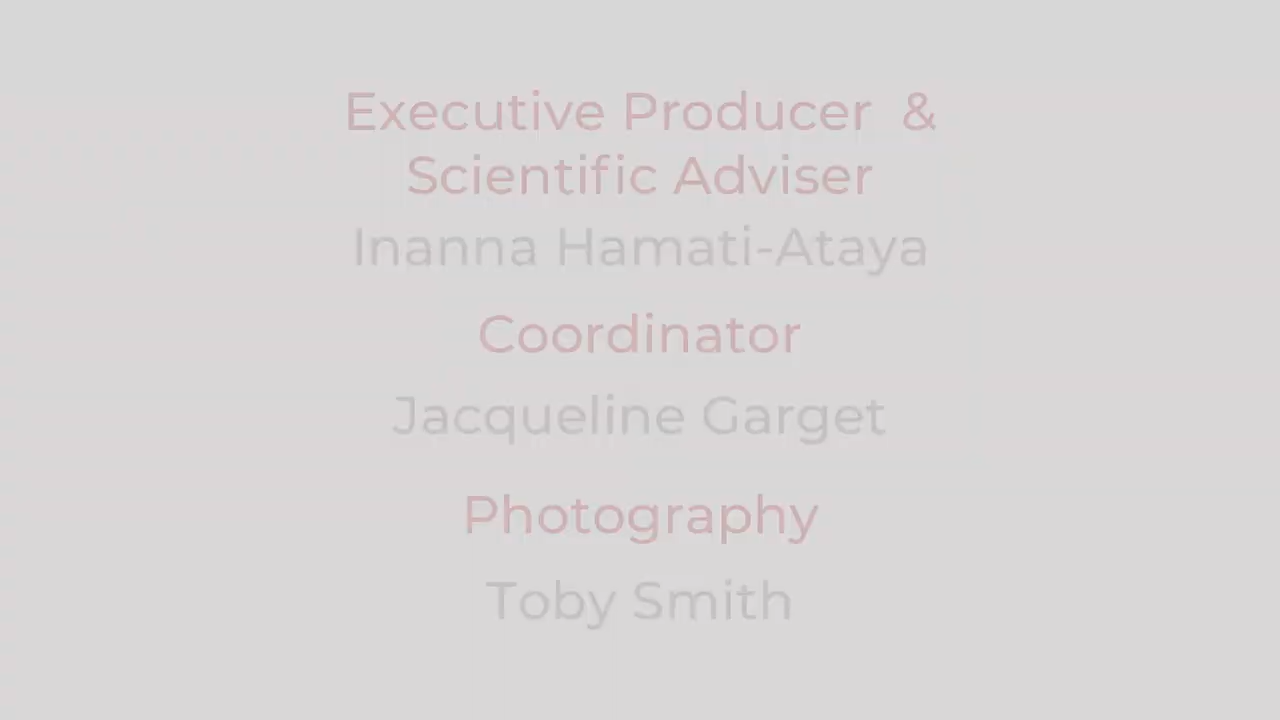 Executive Producer &
Scientific Adviser
Inanna Hamati-Ataya
Coordinator
Jacqueline Garget
Photography
Toby Smith